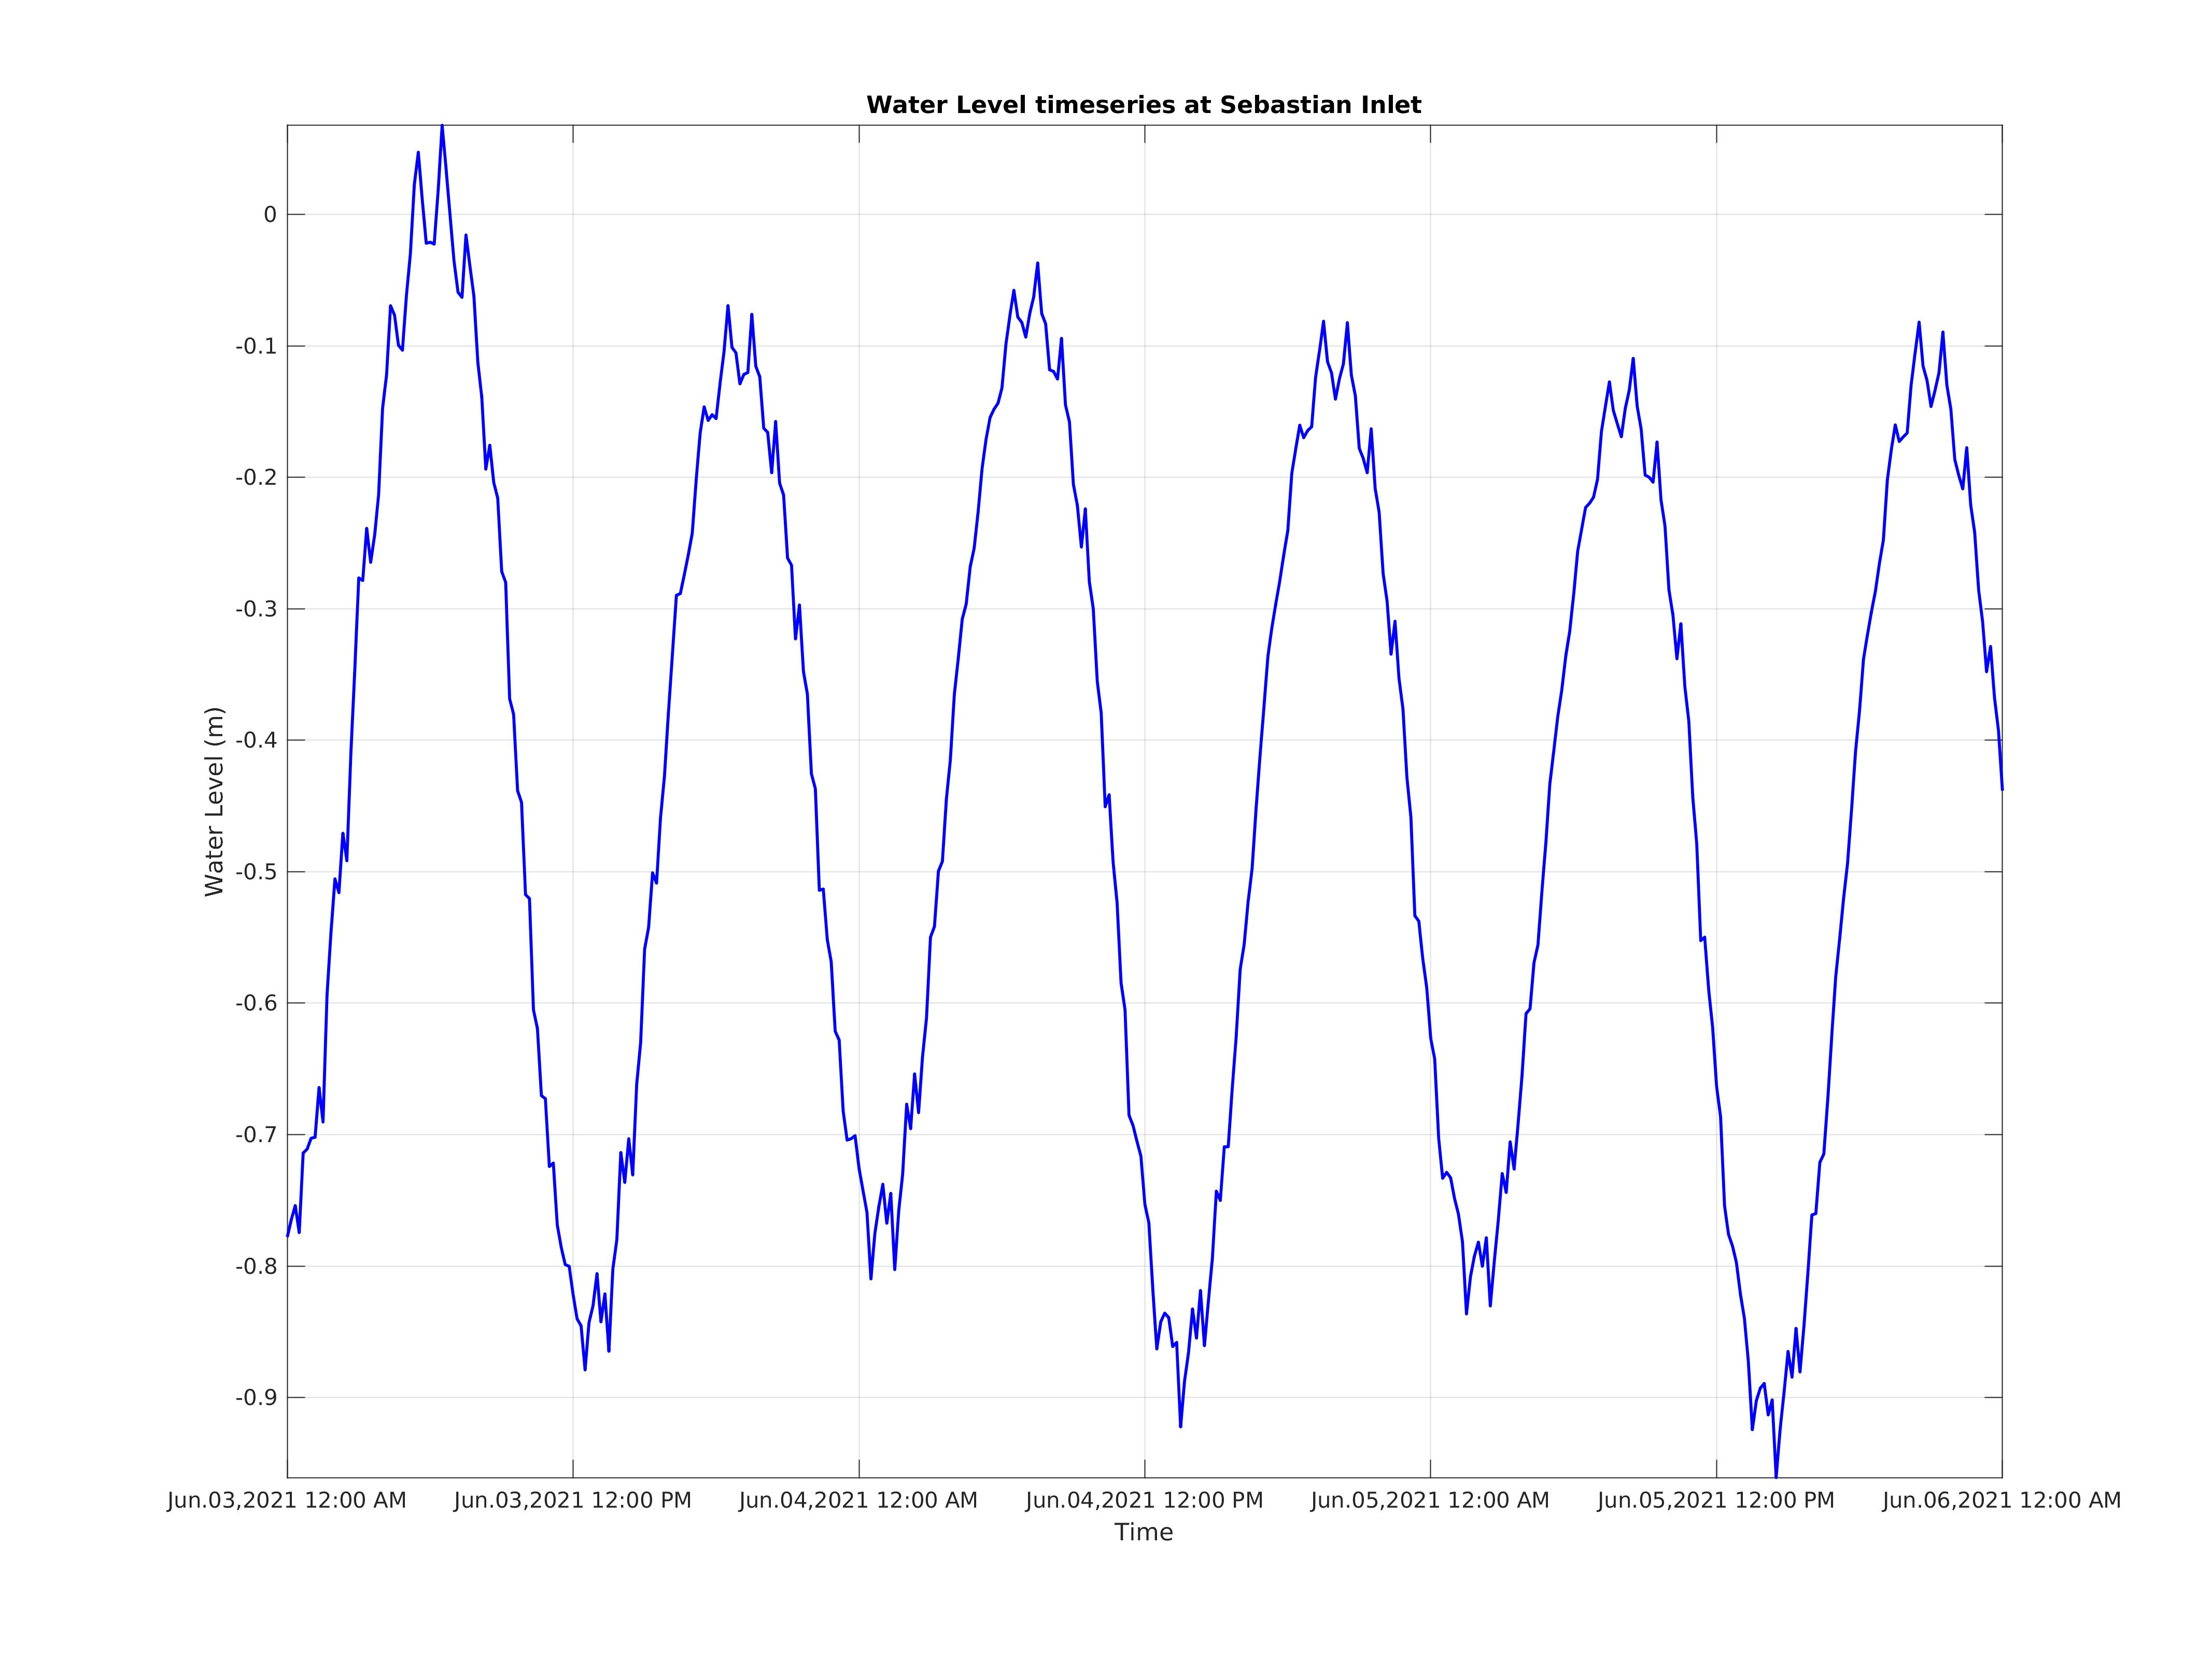 Water Level timeseries at Sebastian Inlet
0
-0.1
-0.2
-0.3
-0.4
-0.5
-0.6
-0.7
-0.8
-0.9
Water Level (m)
Jun.03,2021 12:00 AM
Jun.03,2021 12:00 PM
Jun.04,2021 12:00 AM
Jun.04,2021 12:00 PM
Jun.05,2021 12:00 AM
Jun.05,2021 12:00 PM
Jun.06,2021 12:00 AM
Time